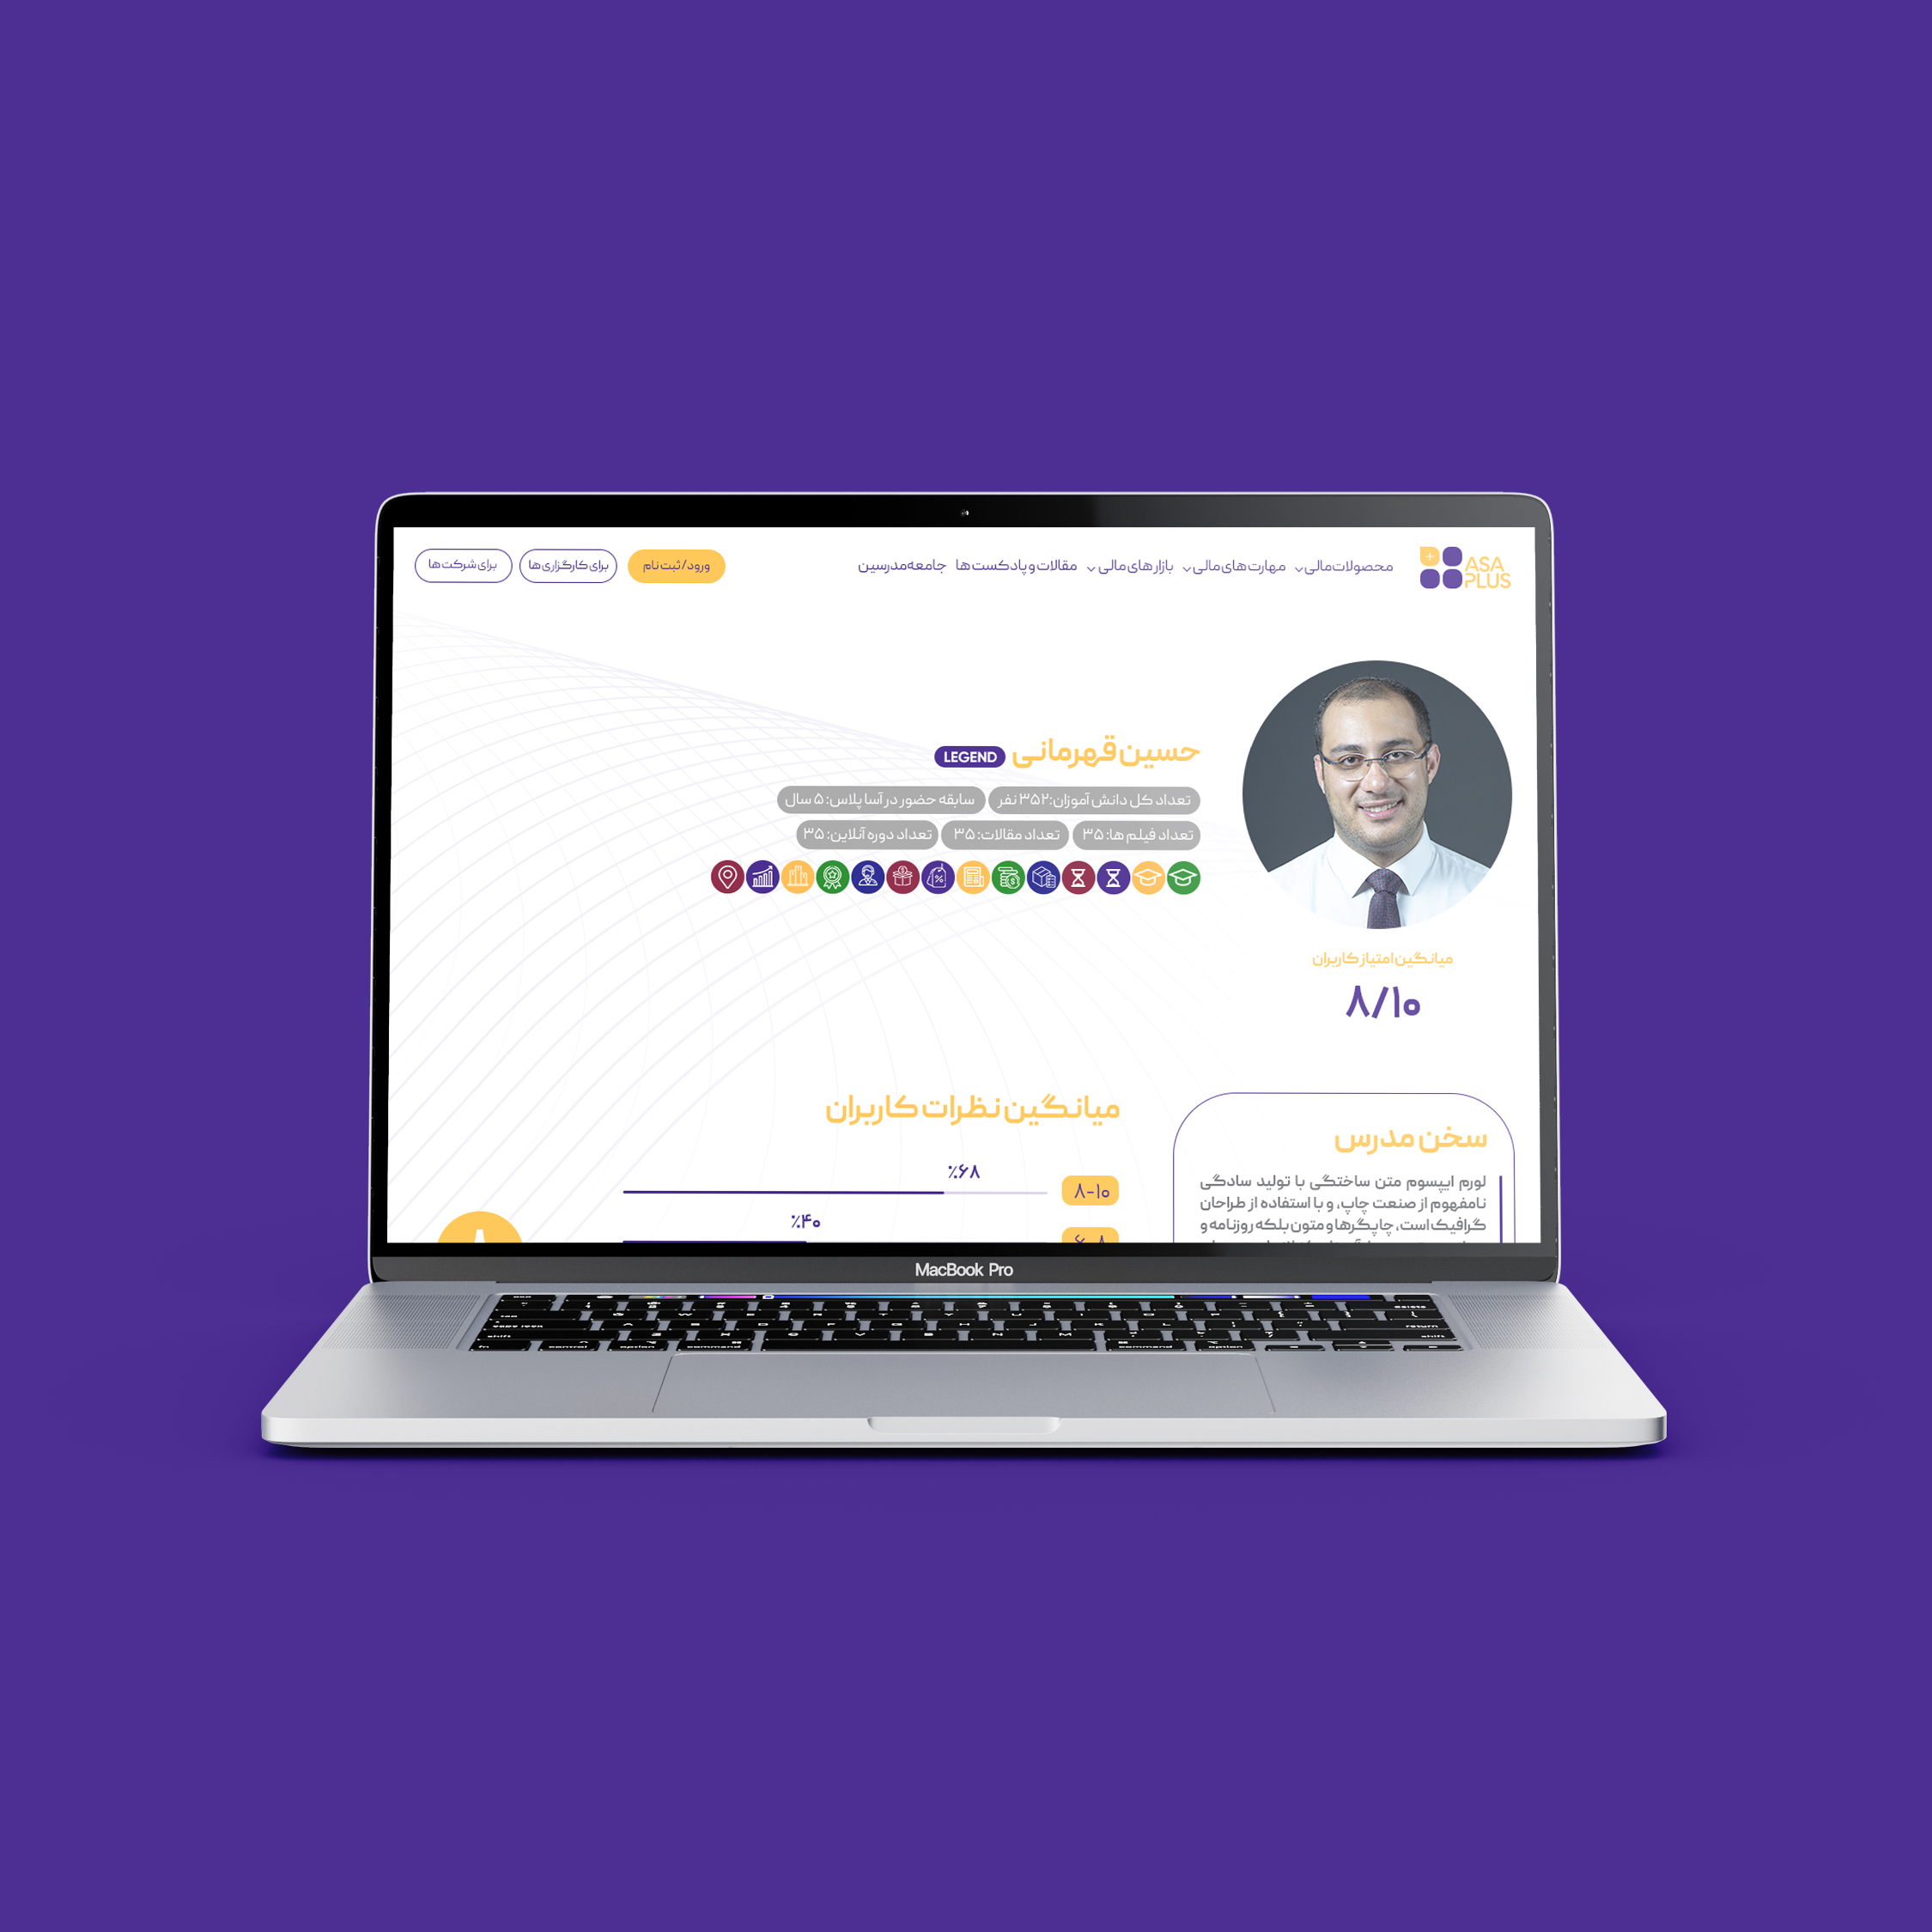 ASA
PLUS
محصولات مالی
مهارت های مالی
بازار های مالی
مقالات و پادکست ها
جامعه مدرسین
ورود/ثبت نام
برای کارگزاری ها
برای شرکت ها
حسین قهرمانی LEGEND
تعداد کل دانش آموزان: ۳۵۲ نفر
سابقه حضور در آسا پلاس: ۵ سال
تعداد فیلم ها: ۳۵
تعداد مقالات: ۳۵
تعداد دوره آنلاین: ۳۵
میانگین امتیاز کاربران
۸/۱۰
سخن مدرس
لورم ایپسوم متن ساختگی با تولید سادگی
نامفهوم از صنعت چاپ، و با استفاده از طراحان
گرافیک است، چاپگرها و متون بلکه روزنامه و
میانگین نظرات کاربران
۸-۱۰
٪۶۸
٪۴۰
MacBook Pro